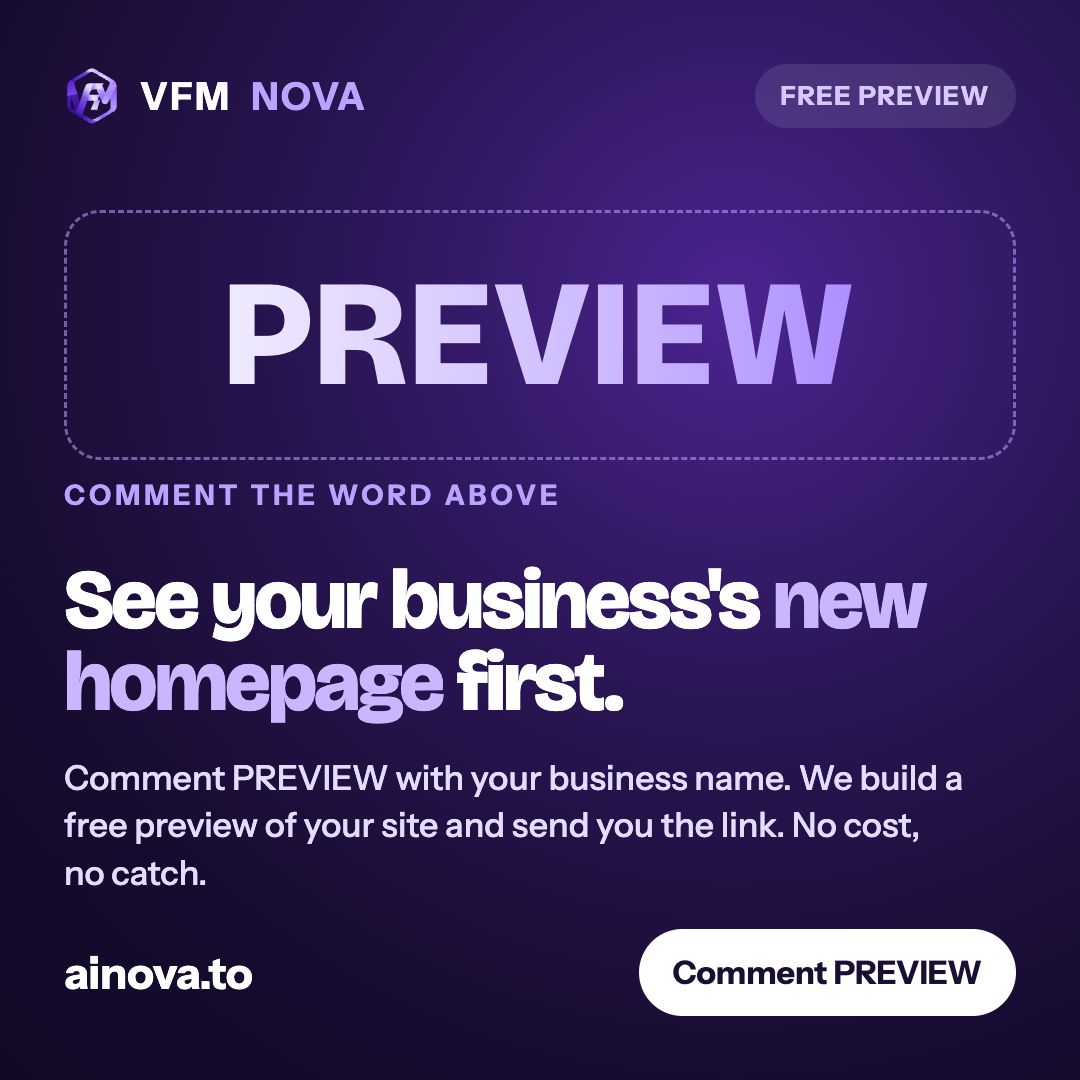 VFM NOVA
FREE PREVIEW
PREVIEW
COMMENT THE WORD ABOVE
See your business's new
homepage first.
Comment PREVIEW with your business name. We build a
free preview of your site and send you the link. No cost,
no catch.
ainova.to
Comment PREVIEW